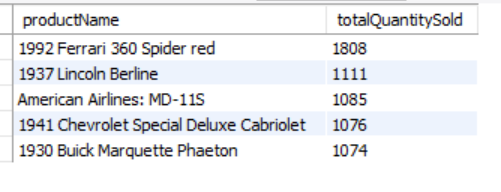 productName totalQuantitySold
1992 Ferrari 360 Spider red 1808
1937 Lincoln Berline 1111
American Airlines: MD-11S 1085
1941 Chevrolet Special Deluxe Cabriolet 1076
1930 Buick Marquette Phaeton 1074